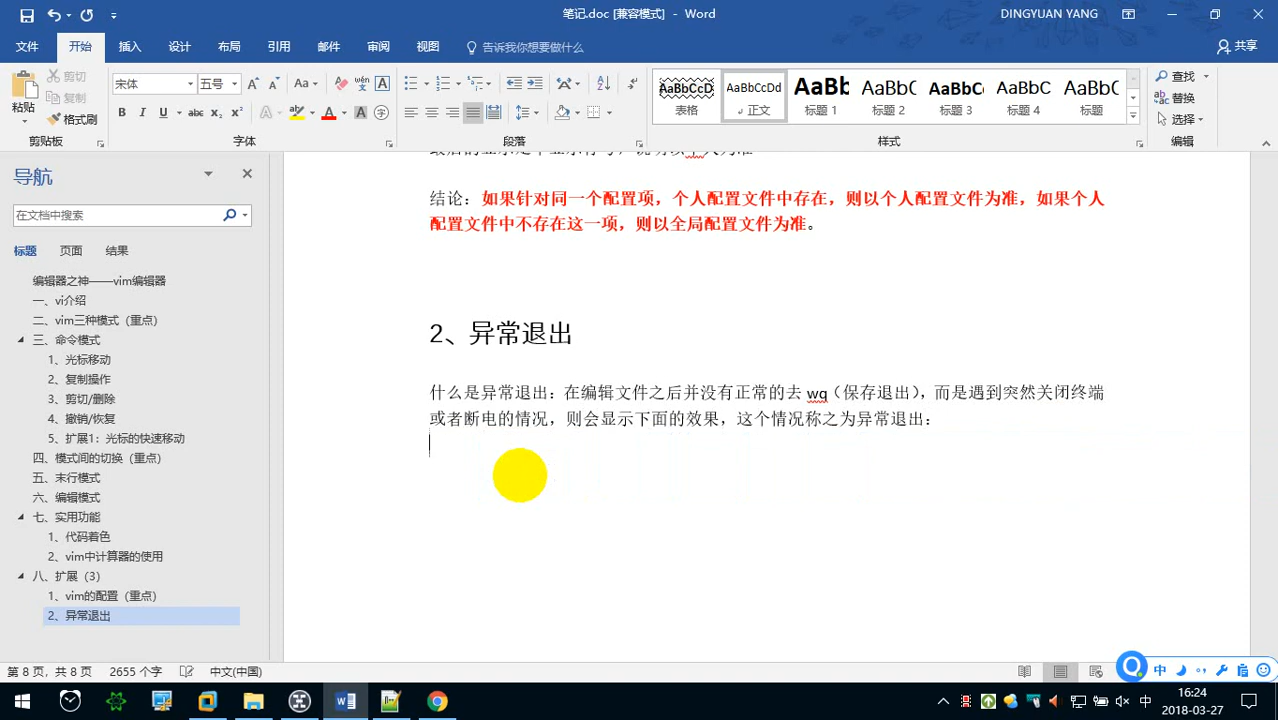 笔记.doc [兼容模式] - Word
DINGYUAN YANG
文件
开始
插入
设计
布局
引用
邮件
审阅
视图
告诉我你想要做什么
共享
粘贴
剪切
复制
格式刷
剪贴板
宋体
五号
字体
段落
AaBbCcD
表格
AaBbCcDd
正文
AaBb
标题 1
AaBbC
标题 2
AaBbC
标题 3
AaBbC
标题 4
AaBbC
标题
样式
查找
替换
选择
编辑
导航
在文档中搜索
标题
页面
结果
编辑器之神——vim编辑器
一、vi介绍
二、vim三种模式（重点）
三、命令模式
1、光标移动
2、复制操作
3、剪切/删除
4、撤销/恢复
5、扩展1：光标的快速移动
四、模式间的切换（重点）
五、末行模式
六、编辑模式
七、实用功能
1、代码着色
2、vim中计算器的使用
八、扩展（3）
1、vim的配置（重点）
2、异常退出
结论：如果针对同一个配置项，个人配置文件中存在，则以个人配置文件为准，如果个人
配置文件中不存在这一项，则以全局配置文件为准。
2、异常退出
什么是异常退出：在编辑文件之后并没有正常的去 wq（保存退出），而是遇到突然关闭终端
或者断电的情况，则会显示下面的效果，这个情况称之为异常退出：
第 8 页，共 8 页
2655 个字
中文(中国)
中
中
16:24
2018-03-27